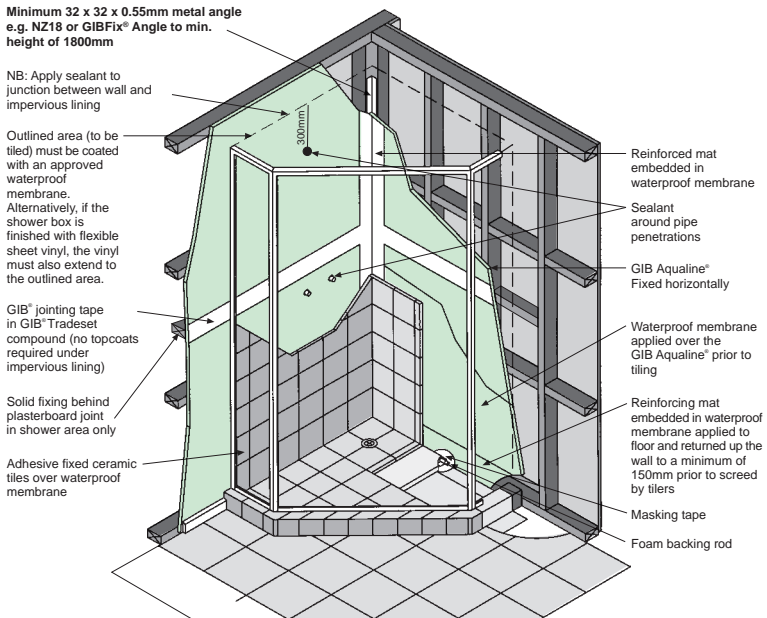 Minimum 32 x 32 x 0.55mm metal angle
e.g. NZ18 or GIBFix® Angle to min.
height of 1800mm
NB: Apply sealant to
junction between wall and
impervious lining
Outlined area (to be
tiled) must be coated
with an approved
waterproof
membrane.
Alternatively, if the
shower box is
finished with flexible
sheet vinyl, the vinyl
must also extend to
the outlined area.
GIB® jointing tape
in GIB® Tradeset
compound (no topcoats
required under
impervious lining)
Solid fixing behind
plasterboard joint
in shower area only
Adhesive fixed ceramic
tiles over waterproof
membrane
300mm
Reinforced mat
embedded in
waterproof membrane
Sealant
around pipe
penetrations
GIB Aqualine®
Fixed horizontally
Waterproof membrane
applied over the
GIB Aqualine® prior to
tiling
Reinforcing mat
embedded in waterproof
membrane applied to
floor and returned up the
wall to a minimum of
150mm prior to screed
by tilers
Masking tape
Foam backing rod